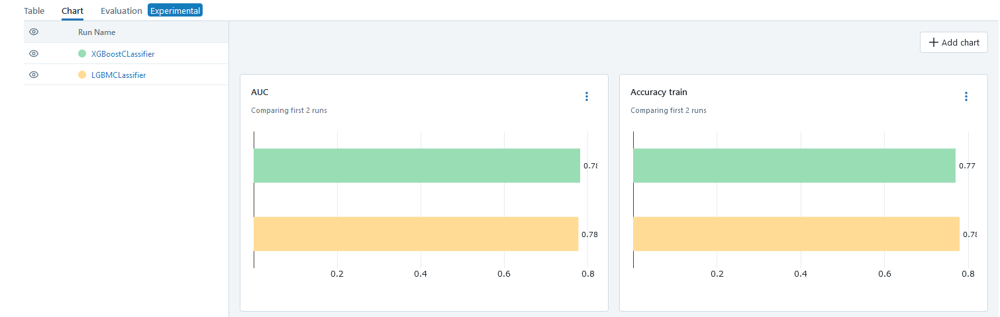 Table Chart Evaluation Experimental
Run Name
XGBoostCLassifier
LGBMCLassifier
Add chart
AUC
Comparing first 2 runs
0.78
0.78
0.2 0.4 0.6 0.8
Accuracy train
Comparing first 2 runs
0.77
0.78
0.2 0.4 0.6 0.8